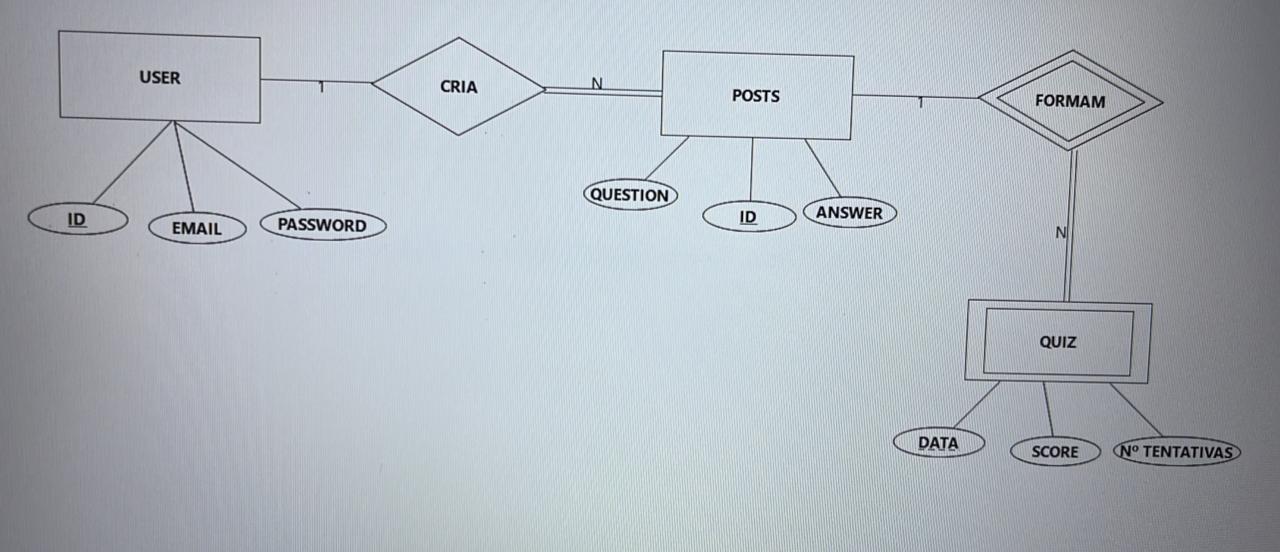 USER
1
CRIA
N
POSTS
1
FORMAM
ID
EMAIL
PASSWORD
QUESTION
ID
ANSWER
N
QUIZ
DATA
SCORE
Nº TENTATIVAS